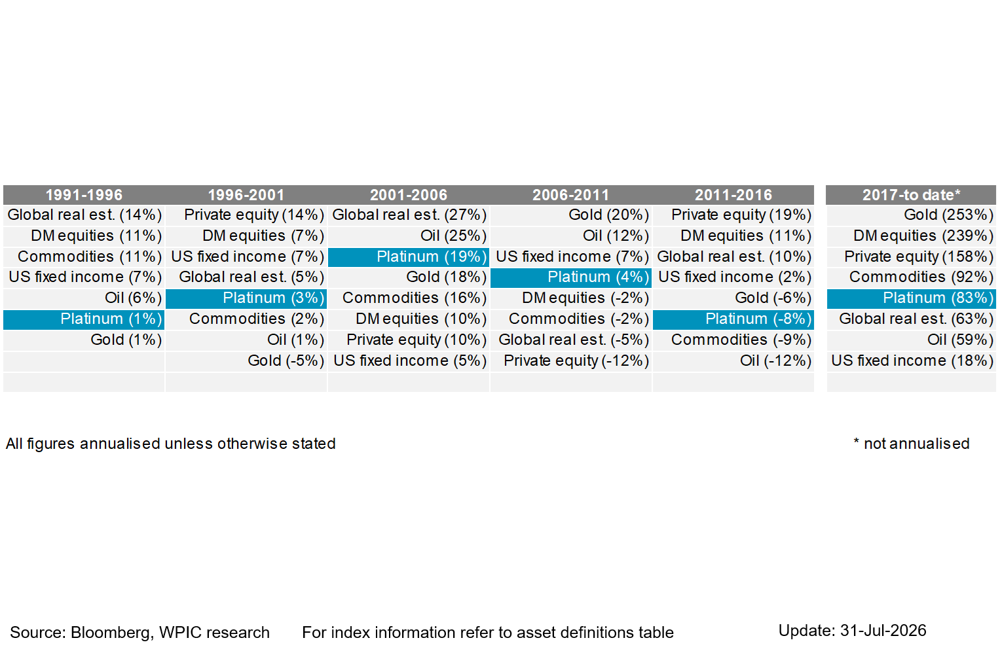 1991-1996 1996-2001 2001-2006 2006-2011 2011-2016 2017-to date*
Global real est. (14%) Private equity (14%) Global real est. (27%) Gold (20%) Private equity (19%) Gold (253%)
DM equities (11%) DM equities (7%) Oil (25%) Oil (12%) DM equities (11%) DM equities (239%)
Commodities (11%) US fixed income (7%) Platinum (19%) US fixed income (7%) Global real est. (10%) Private equity (158%)
US fixed income (7%) Global real est. (5%) Gold (18%) Platinum (4%) US fixed income (2%) Commodities (92%)
Oil (6%) Platinum (3%) Commodities (16%) DM equities (-2%) Gold (-6%) Platinum (83%)
Platinum (1%) Commodities (2%) DM equities (10%) Commodities (-2%) Platinum (-8%) Global real est. (63%)
Gold (1%) Oil (1%) Private equity (10%) Global real est. (-5%) Commodities (-9%) Oil (59%)
Gold (-5%) US fixed income (5%) Private equity (-12%) Oil (-12%) US fixed income (18%)
All figures annualised unless otherwise stated * not annualised
Source: Bloomberg, WPIC research For index information refer to asset definitions table Update: 31-Jul-2026